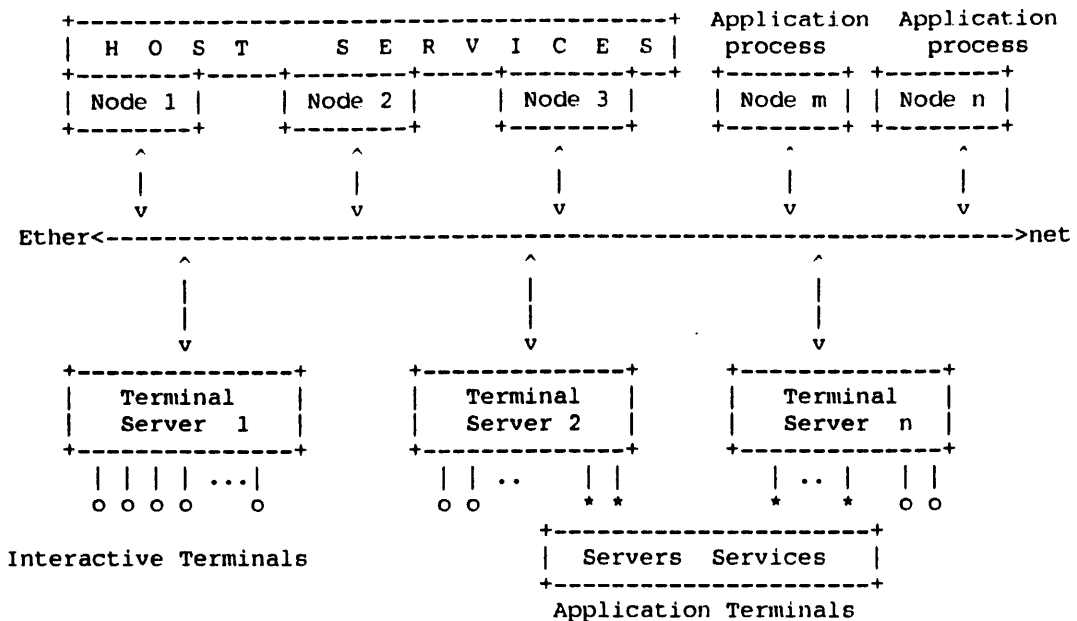 Application Application
H O S T S E R V I C E S process process
Node 1 Node 2 Node 3 Node m Node n
Ether<--------------------------------------------------------------->net
Terminal Terminal Terminal
Server 1 Server 2 Server n
o o o o ... o o o .. * * * .. * o o
Interactive Terminals Servers Services
Application Terminals